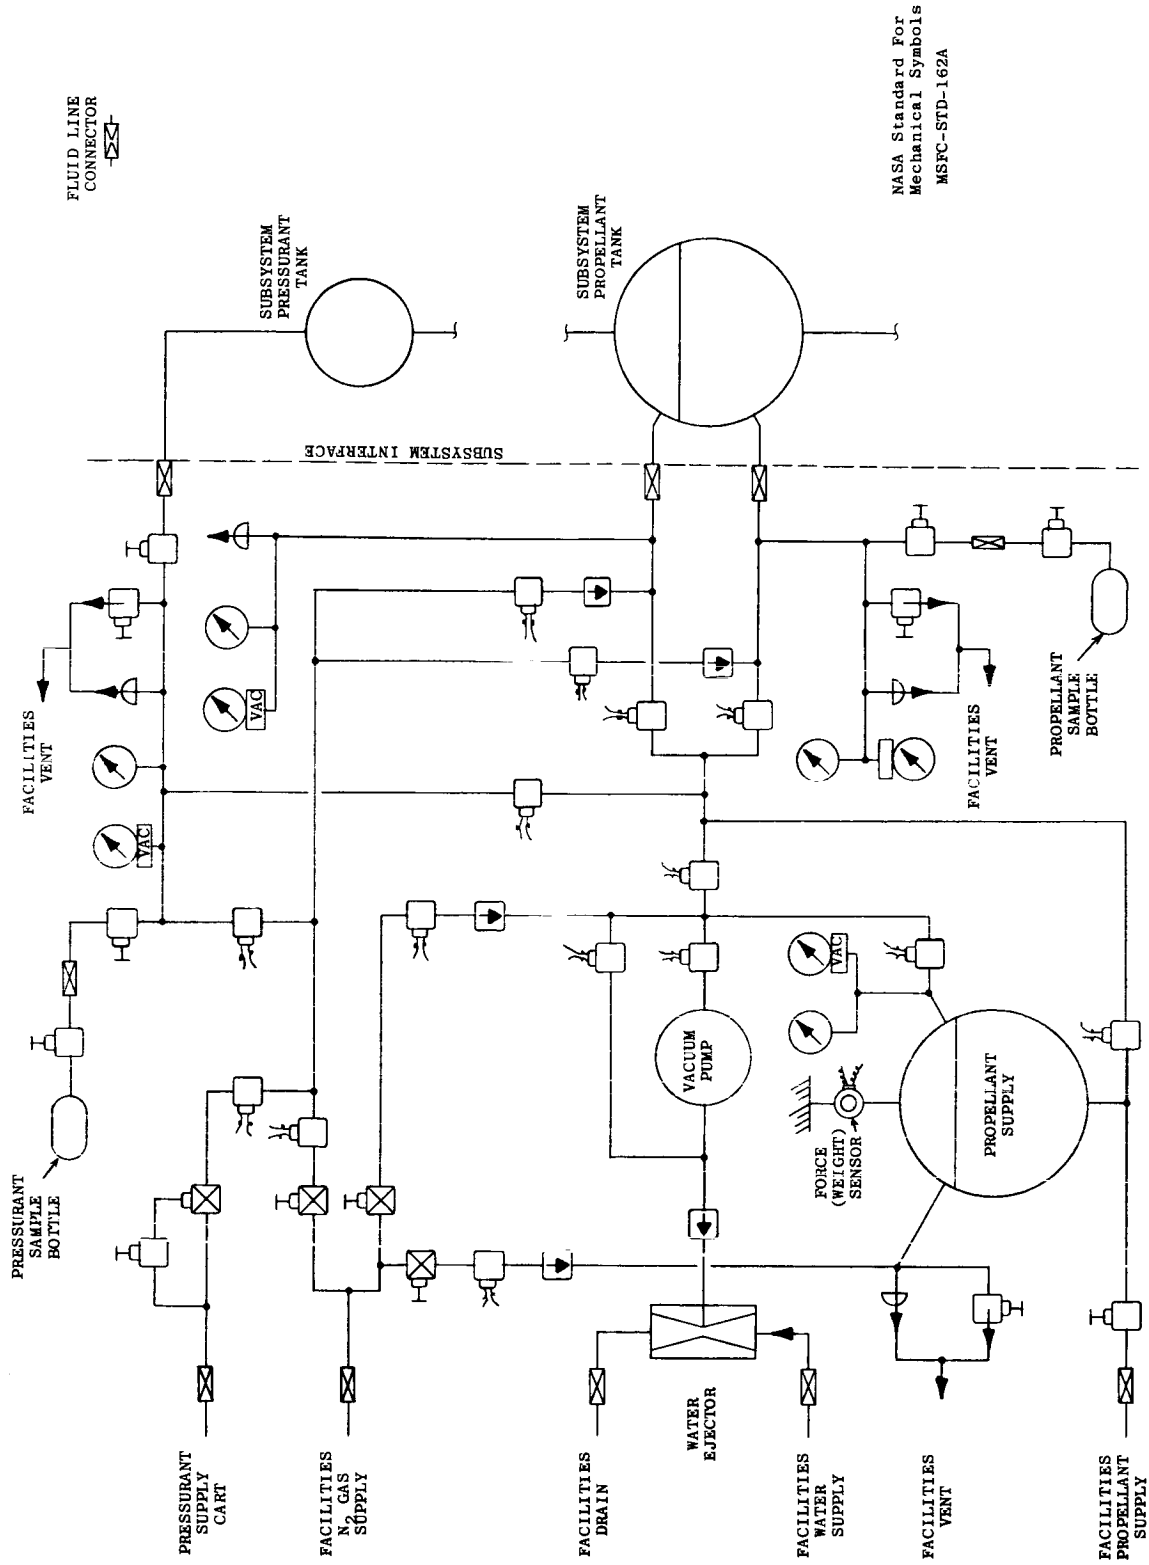 FLUID LINE
CONNECTOR
SUBSYSTEM
PRESSURANT
TANK
SUBSYSTEM
PROPELLANT
TANK
NASA Standard For
Mechanical Symbols
MSFC-STD-162A
SUBSYSTEM INTERFACE
FACILITIES
VENT
VAC
VAC
PROPELLANT
SAMPLE
BOTTLE
FACILITIES
VENT
PRESSURANT
SAMPLE
BOTTLE
VACUUM
PUMP
VAC
FORCE
(WEIGHT)
SENSOR
PROPELLANT
SUPPLY
PRESSURANT
SUPPLY
CART
FACILITIES
N2 GAS
SUPPLY
FACILITIES
DRAIN
WATER
EJECTOR
FACILITIES
WATER
SUPPLY
FACILITIES
VENT
FACILITIES
PROPELLANT
SUPPLY